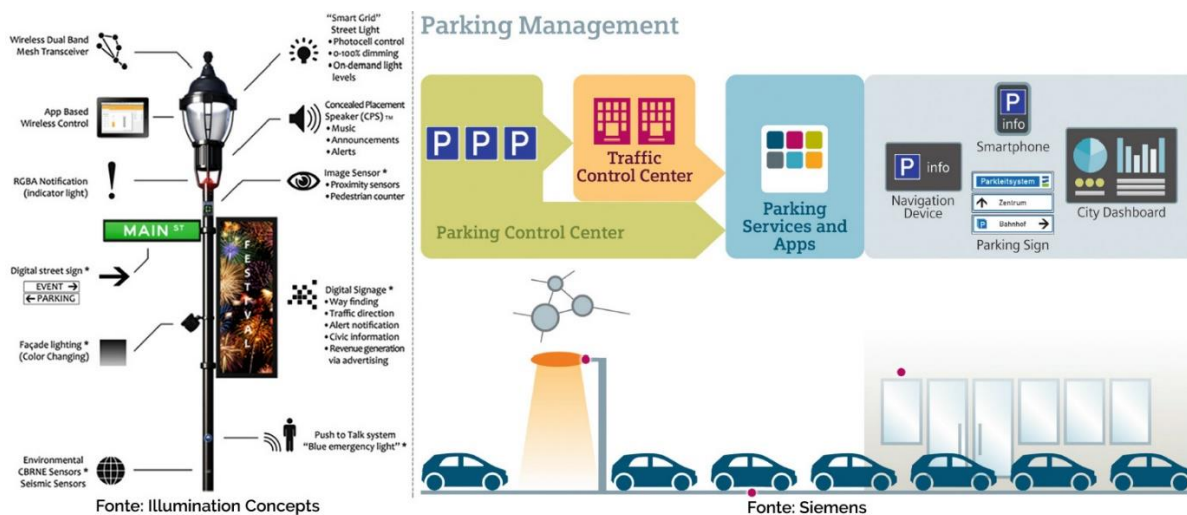 Wireless Dual Band
Mesh Transceiver
App Based
Wireless Control
RGBA Notification
(indicator light)
MAIN ST
Digital street sign *
EVENT →
← PARKING
Façade lighting *
(Color Changing)
Environmental
CBRNE Sensors *
Seismic Sensors
"Smart Grid"
Street Light
• Photocell control
• 0-100% dimming
• On-demand light
levels
Concealed Placement
Speaker (CPS) TM
• Music
• Announcements
• Alerts
Image Sensor *
• Proximity sensors
• Pedestrian counter
FESTIVAL
Digital Signage *
• Way finding
• Traffic direction
• Alert notification
• Civic information
• Revenue generation
via advertising
Push to Talk system
"Blue emergency light" *
Fonte: Illumination Concepts
Parking Management
P P P
Parking Control Center
Traffic
Control Center
Parking
Services and Apps
P
info
Smartphone
P info
Navigation
Device
Parkleitsystem
Zentrum
P Bahnhof
Parking Sign
City Dashboard
Fonte: Siemens